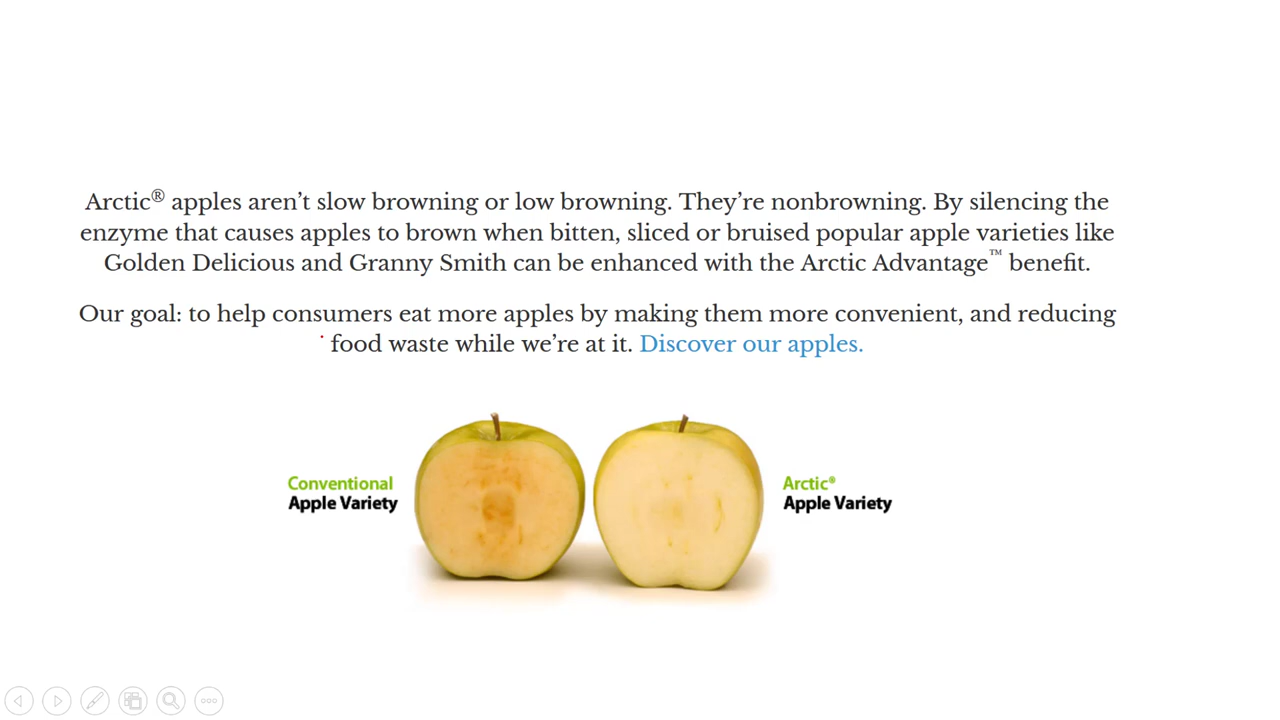 Arctic® apples aren’t slow browning or low browning. They’re nonbrowning. By silencing the
enzyme that causes apples to brown when bitten, sliced or bruised popular apple varieties like
Golden Delicious and Granny Smith can be enhanced with the Arctic Advantage™ benefit.
Our goal: to help consumers eat more apples by making them more convenient, and reducing
food waste while we’re at it. Discover our apples.
Conventional
Apple Variety
Arctic®
Apple Variety